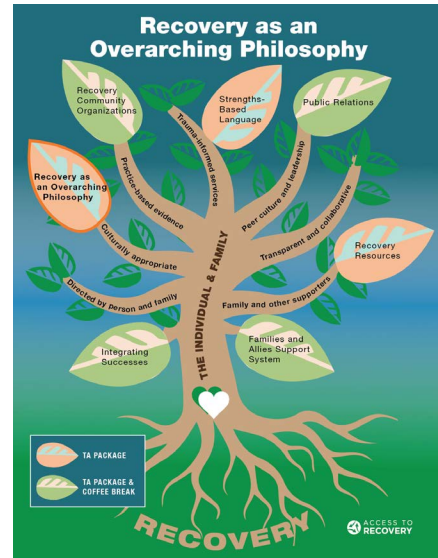 Recovery as an
Overarching Philosophy
Recovery
Community
Organizations
Strengths-
Based
Language
Public Relations
Trauma-informed services
Practice-based evidence
Peer culture and leadership
Recovery as
an Overarching
Philosophy
Culturally appropriate
Transparent and collaborative
Recovery
Resources
Directed by person and family
Family and other supporters
THE INDIVIDUAL & FAMILY
Integrating
Successes
Families and
Allies Support
System
TA PACKAGE
TA PACKAGE &
COFFEE BREAK
RECOVERY
ACCESS TO
RECOVERY